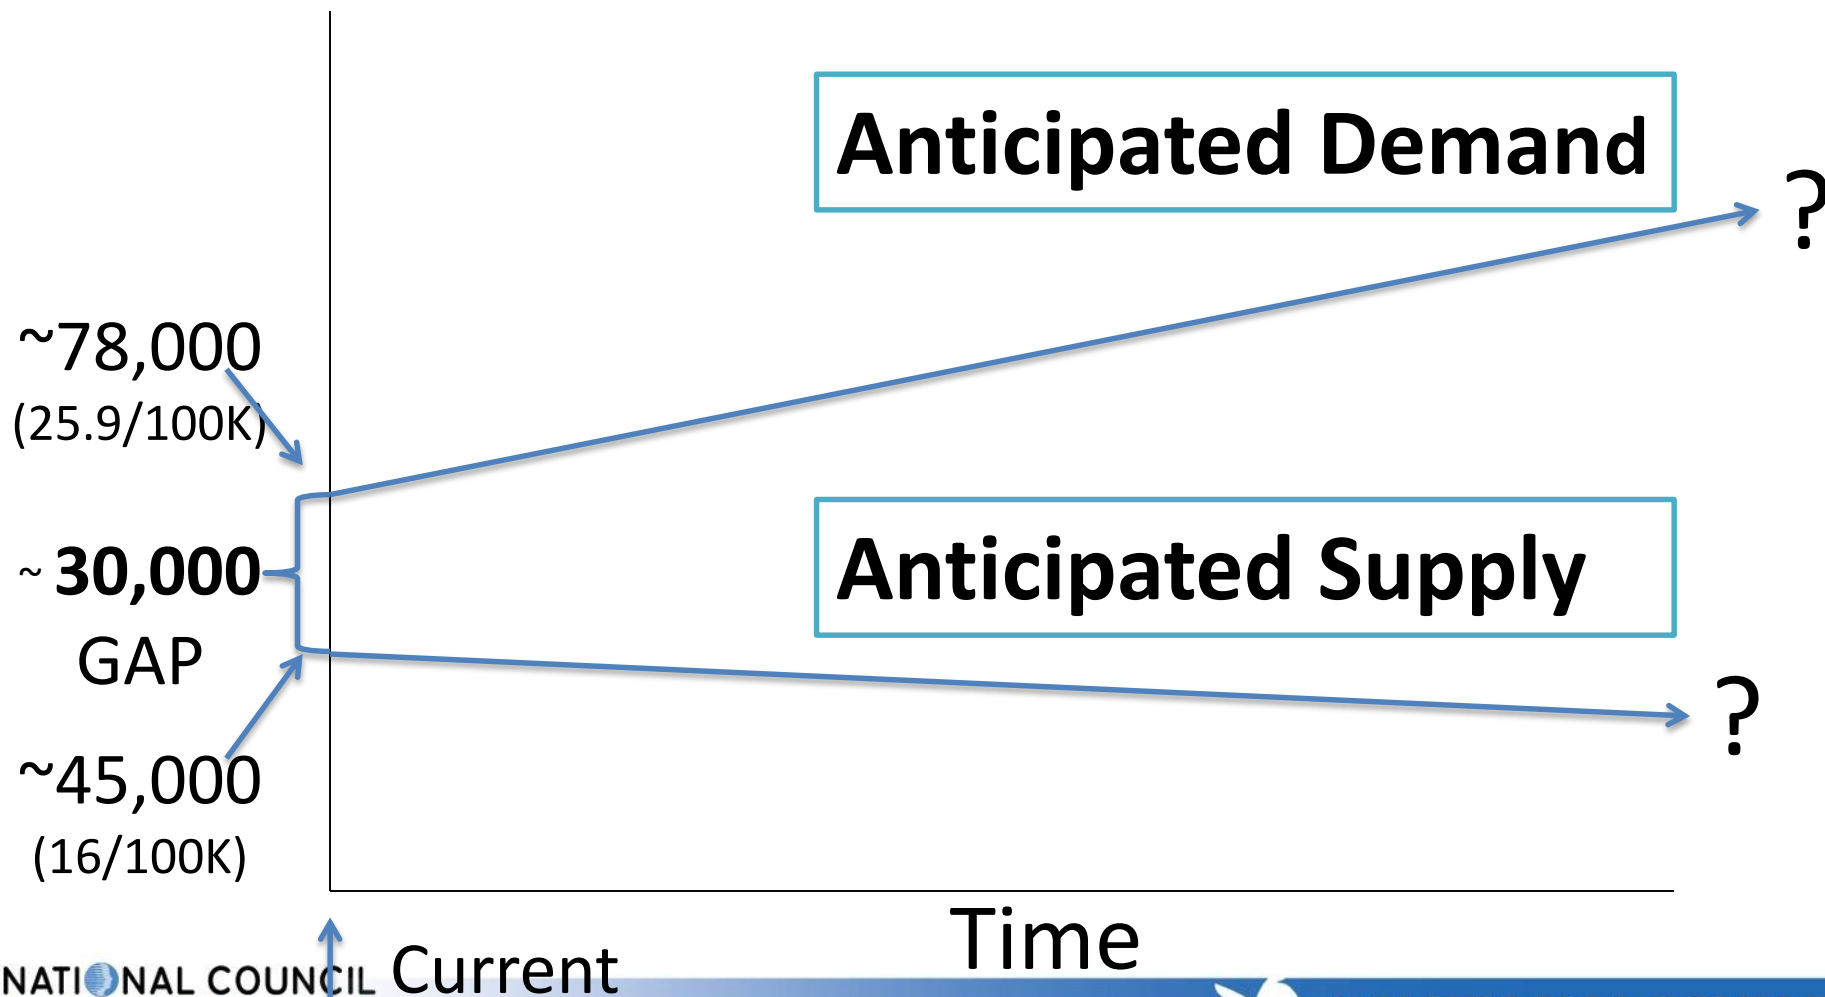 Anticipated Demand
?
~78,000
(25.9/100K)
~ 30,000
GAP
Anticipated Supply
?
~45,000
(16/100K)
Time
Current
NATIONAL COUNCIL